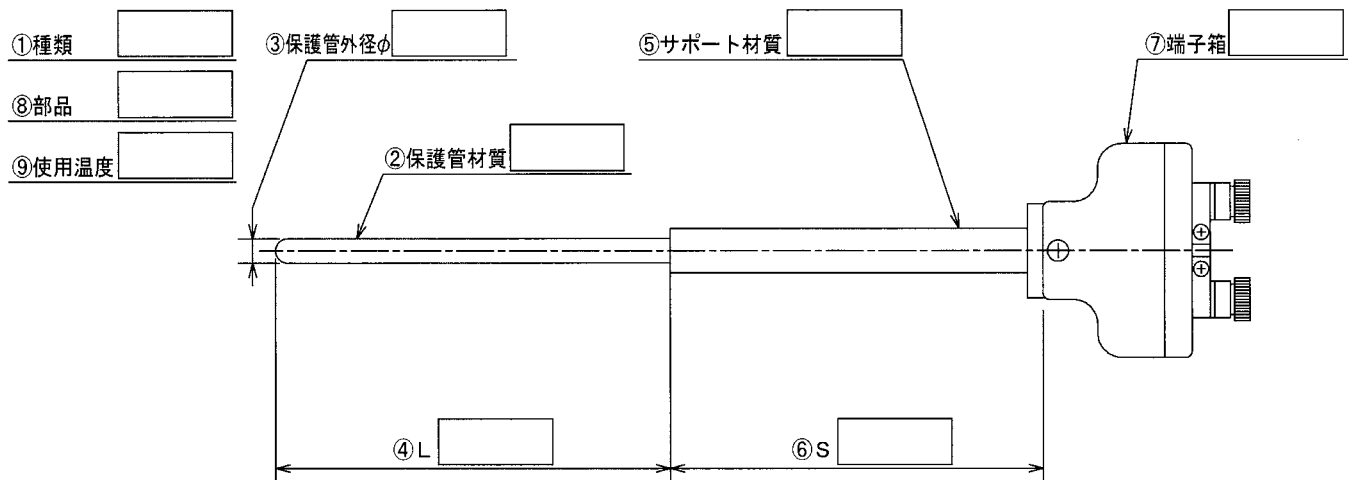 ①種類
③保護管外径φ
⑤サポート材質
⑦端子箱
⑧部品
②保護管材質
⑨使用温度
④L
⑥S